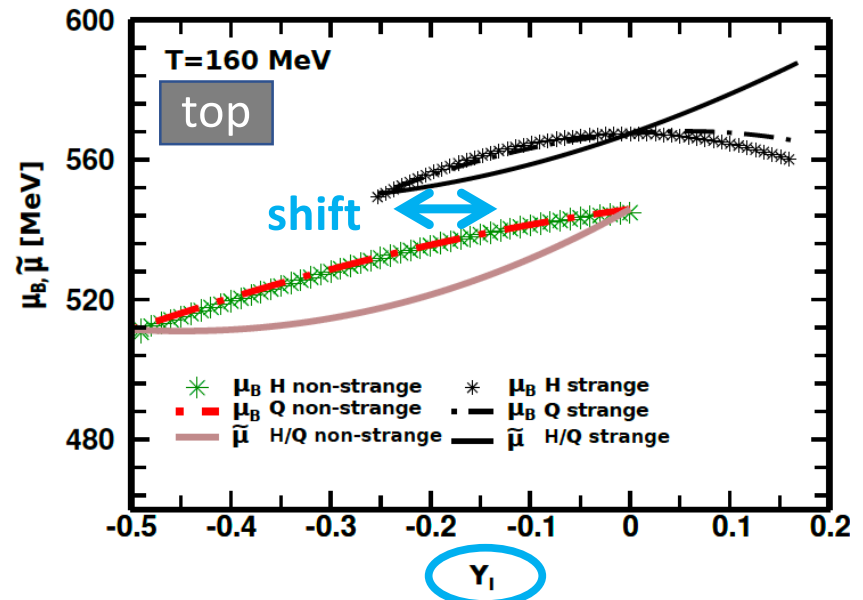 600
T=160 MeV
top
560
shift
μB, μ̃ [MeV]
520
μB H non-strange
μB Q non-strange
μ̃ H/Q non-strange
μB H strange
μB Q strange
μ̃ H/Q strange
480
-0.5 -0.4 -0.3 -0.2 -0.1 0 0.1 0.2
YI